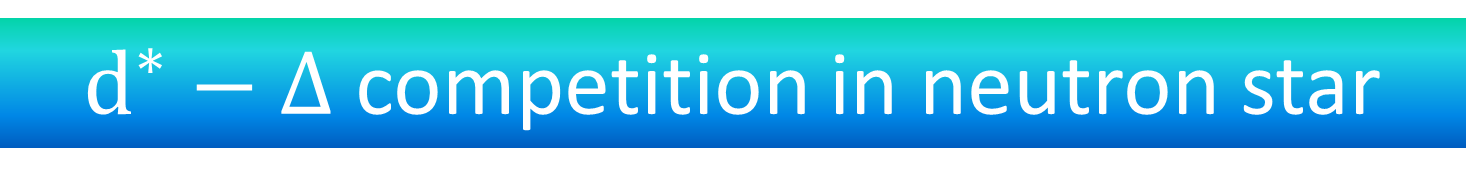 d* − Δ competition in neutron star